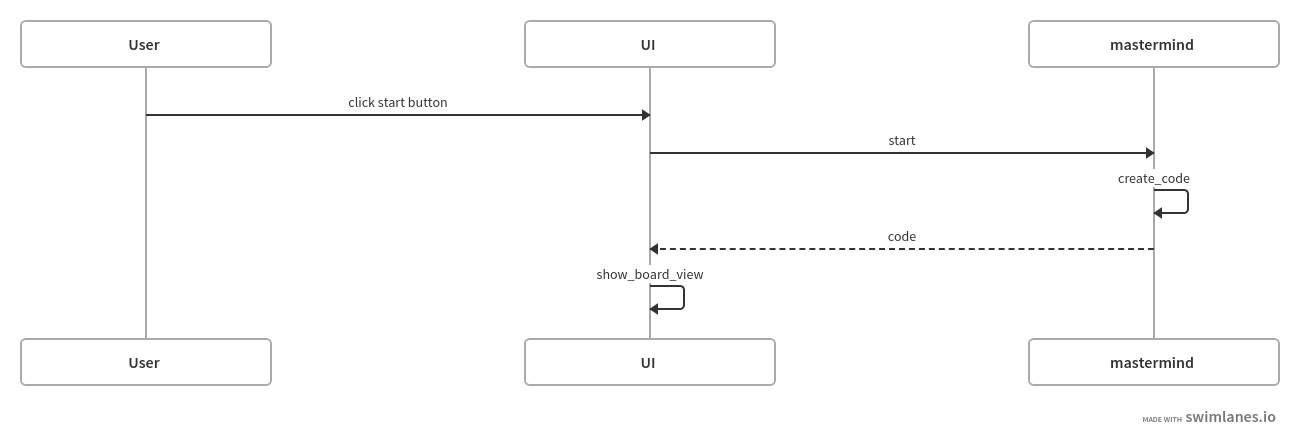 User UI mastermind
click start button
start
create_code
code
show_board_view
User UI mastermind
MADE WITH swimlanes.io